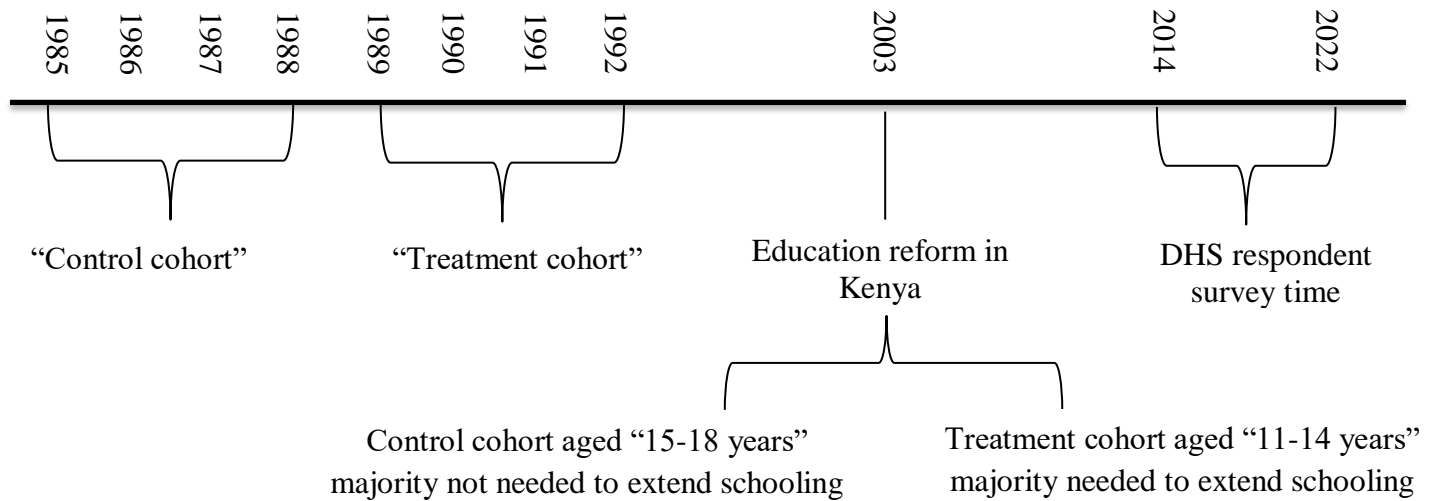 1985
1986
1987
1988
1989
1990
1991
1992
2003
2014
2022
“Control cohort”
“Treatment cohort”
Education reform in
Kenya
DHS respondent
survey time
Control cohort aged “15-18 years”
majority not needed to extend schooling
Treatment cohort aged “11-14 years”
majority needed to extend schooling